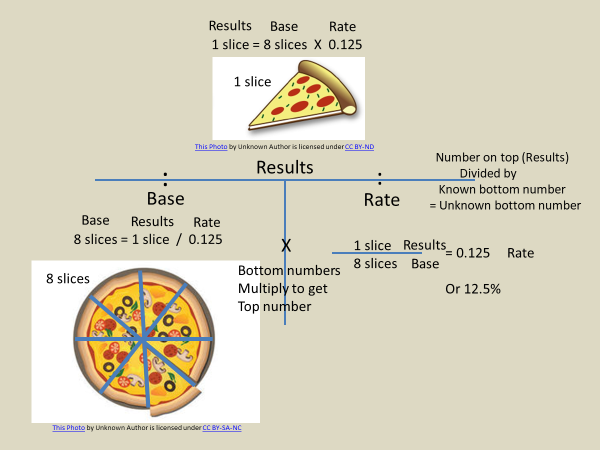 Results Base Rate
1 slice = 8 slices X 0.125
1 slice
This Photo by Unknown Author is licensed under CC BY-ND
Results
: :
Base
Rate
Number on top (Results)
Divided by
Known bottom number
= Unknown bottom number
Base Results Rate
8 slices = 1 slice / 0.125
X
Bottom numbers
Multiply to get
Top number
1 slice Results
8 slices Base
= 0.125 Rate
Or 12.5%
8 slices
This Photo by Unknown Author is licensed under CC BY-SA-NC